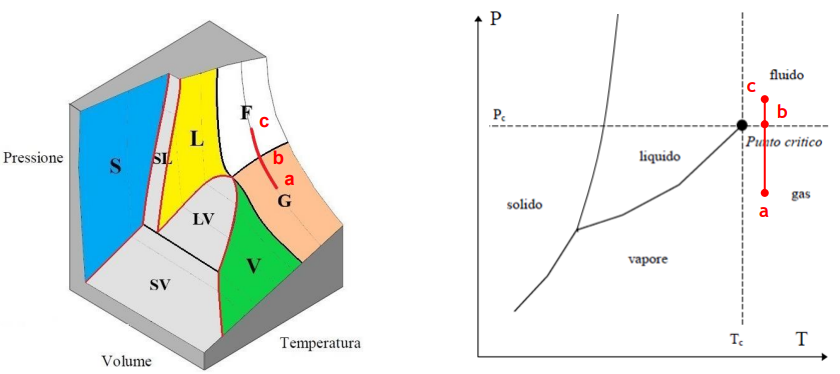 Pressione
S
SL
L
F
c
b
a
G
LV
V
SV
Volume
Temperatura
P
fluido
c
b
P_c
Punto critico
liquido
solido
gas
a
vapore
T_c
T